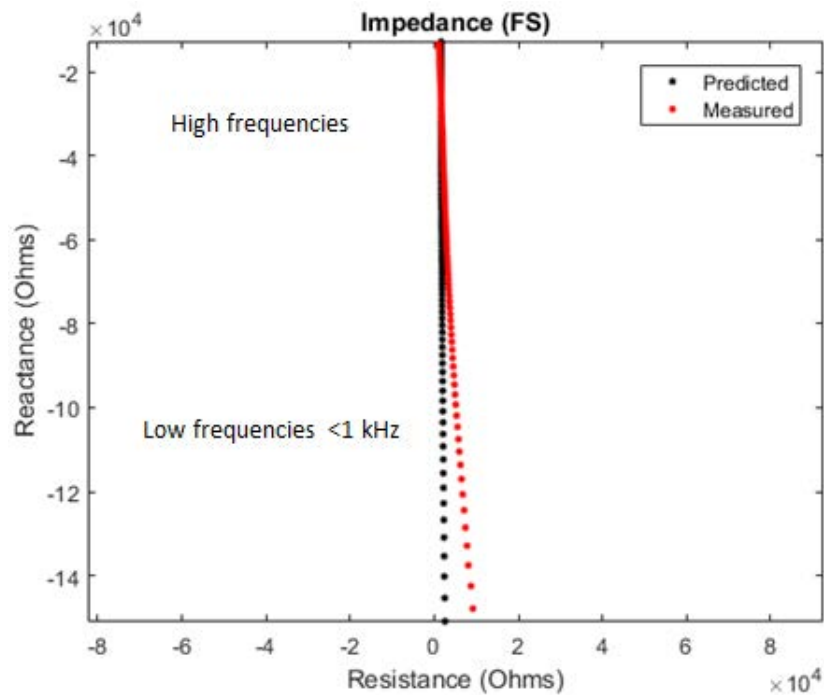 Impedance (FS)
×10⁴
-2
-4
-6
-8
-10
-12
-14
Reactance (Ohms)
High frequencies
Low frequencies <1 kHz
Predicted
Measured
-8
-6
-4
-2
0
2
4
6
8
×10⁴
Resistance (Ohms)